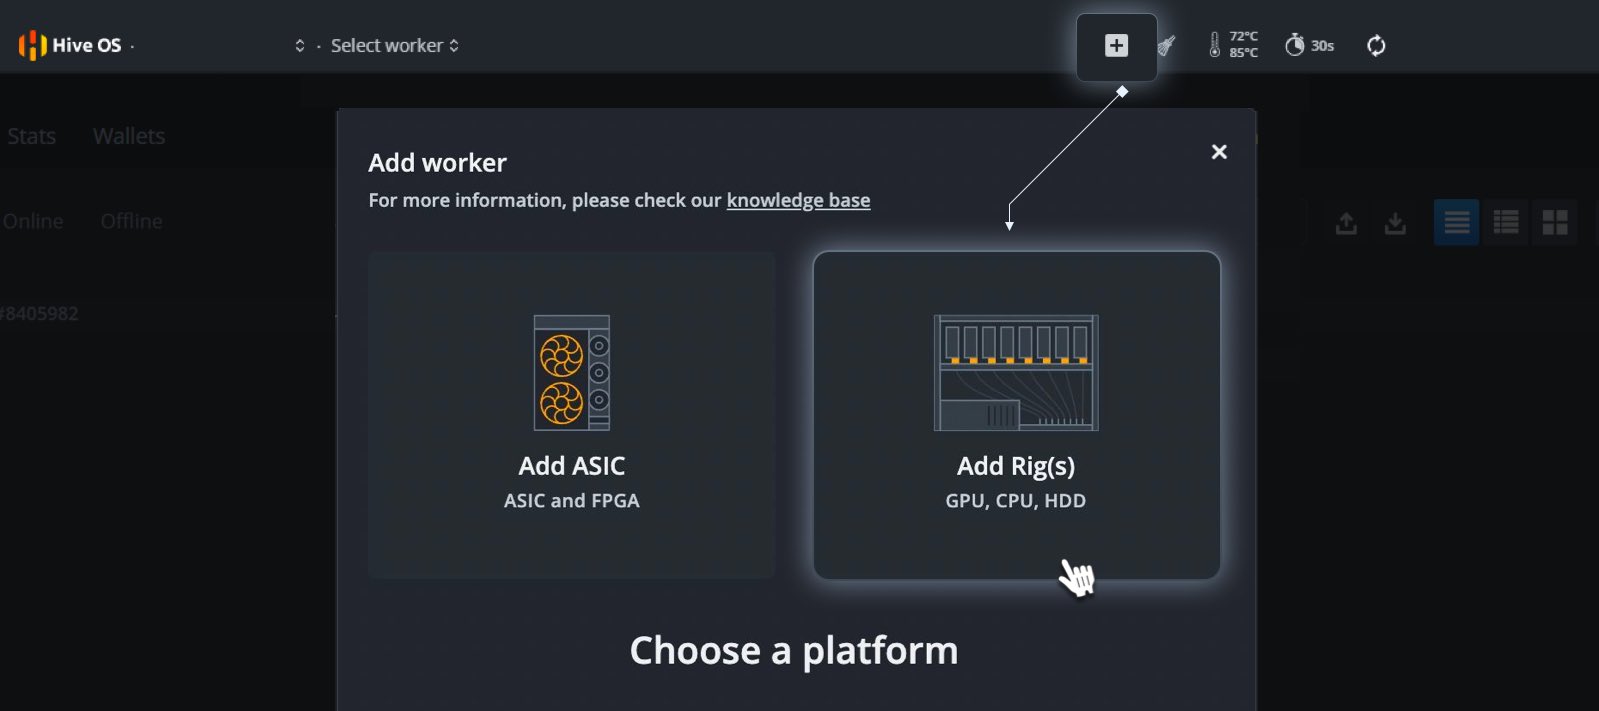 Hive OS
Select worker
72°C
85°C
30s
Stats Wallets
Add worker
For more information, please check our knowledge base
Online Offline
#8405982
Add ASIC
ASIC and FPGA
Add Rig(s)
GPU, CPU, HDD
Choose a platform